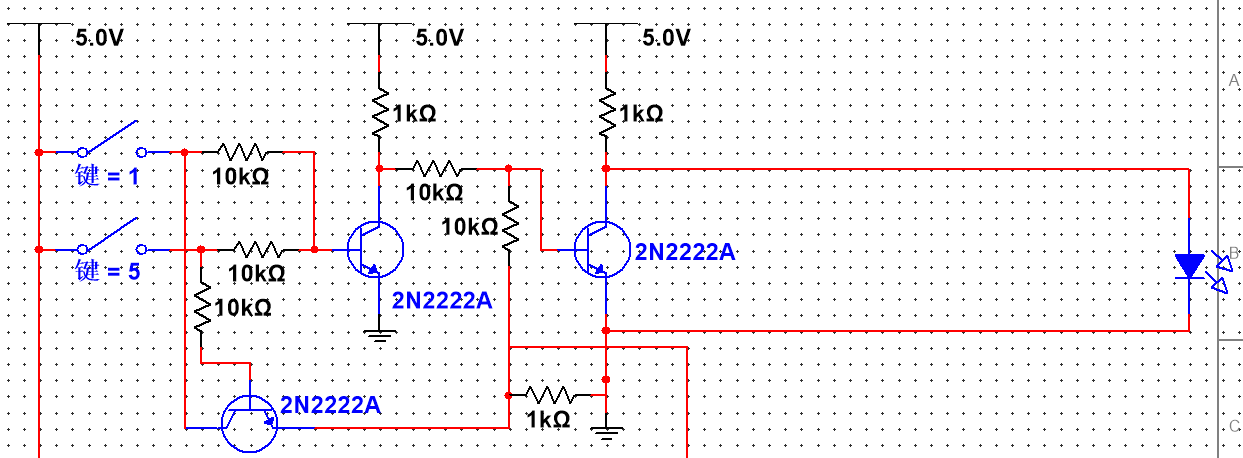 5.0V 5.0V 5.0V
1kΩ 1kΩ
A
键 = 1 10kΩ
10kΩ
10kΩ
键 = 5 10kΩ
2N2222A
B
10kΩ 2N2222A
2N2222A
1kΩ
C